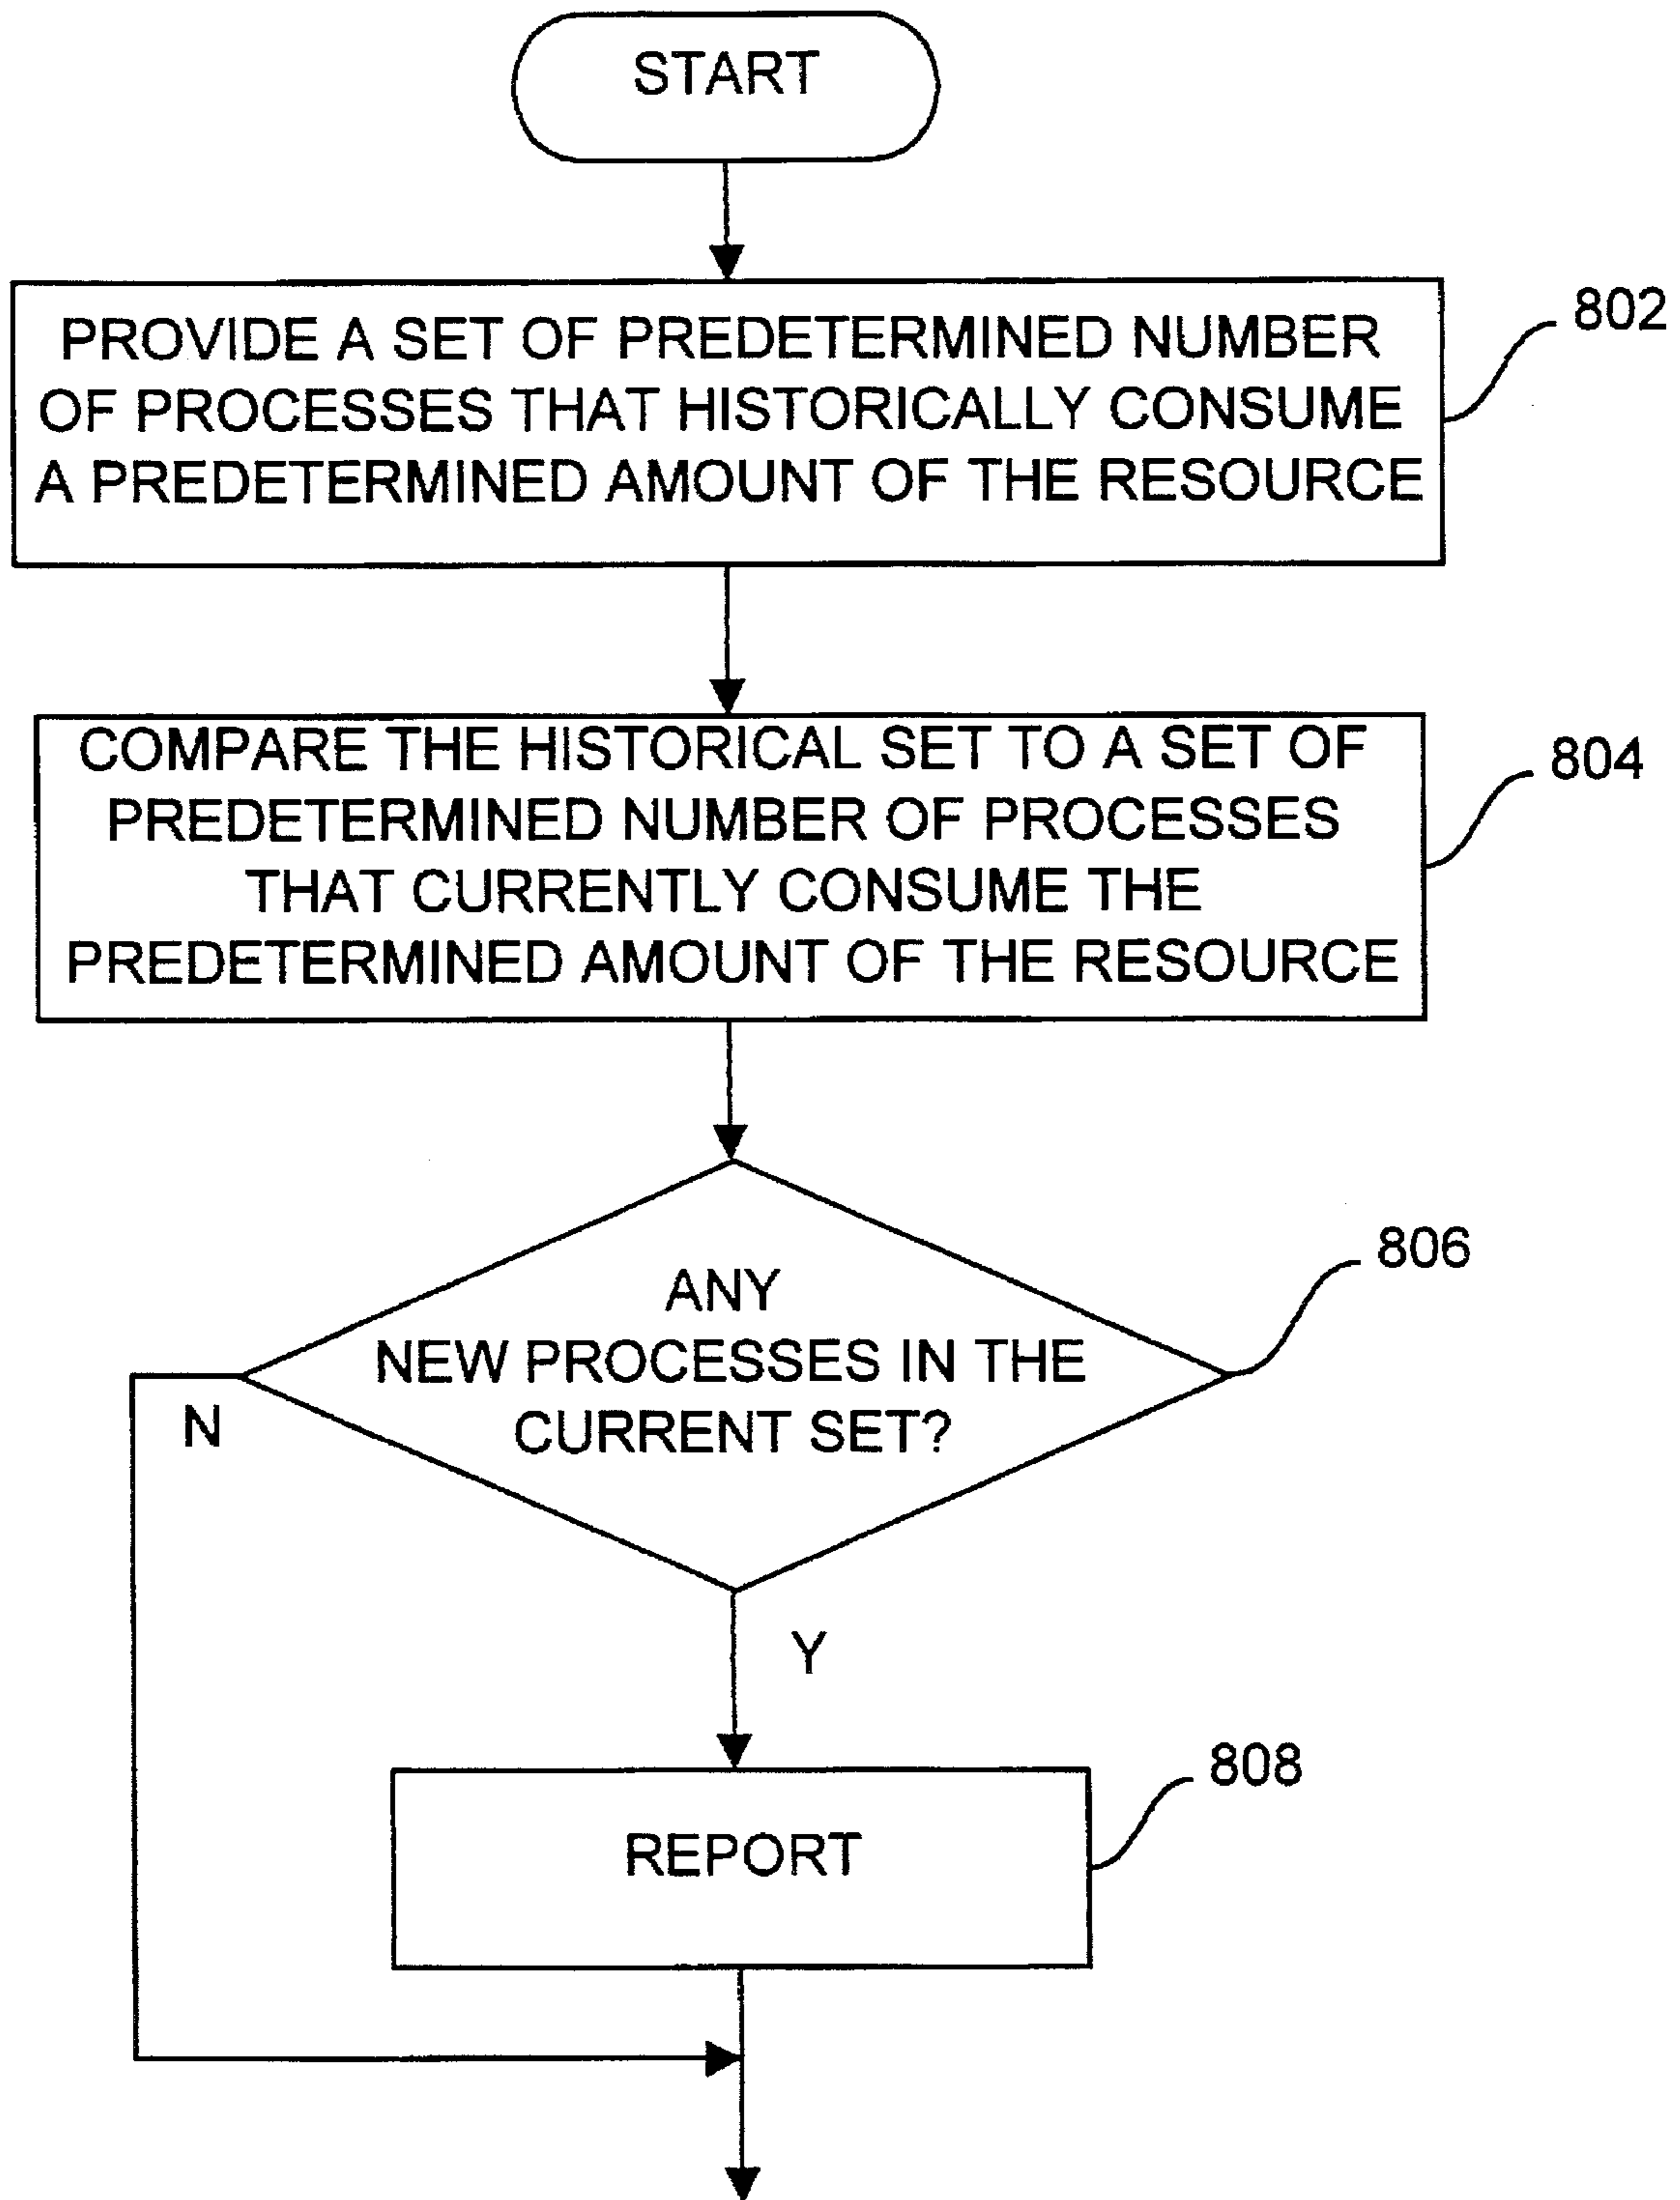 START
PROVIDE A SET OF PREDETERMINED NUMBER
OF PROCESSES THAT HISTORICALLY CONSUME
A PREDETERMINED AMOUNT OF THE RESOURCE
802
COMPARE THE HISTORICAL SET TO A SET OF
PREDETERMINED NUMBER OF PROCESSES
THAT CURRENTLY CONSUME THE
PREDETERMINED AMOUNT OF THE RESOURCE
804
ANY
NEW PROCESSES IN THE
CURRENT SET?
806
N
Y
REPORT
808